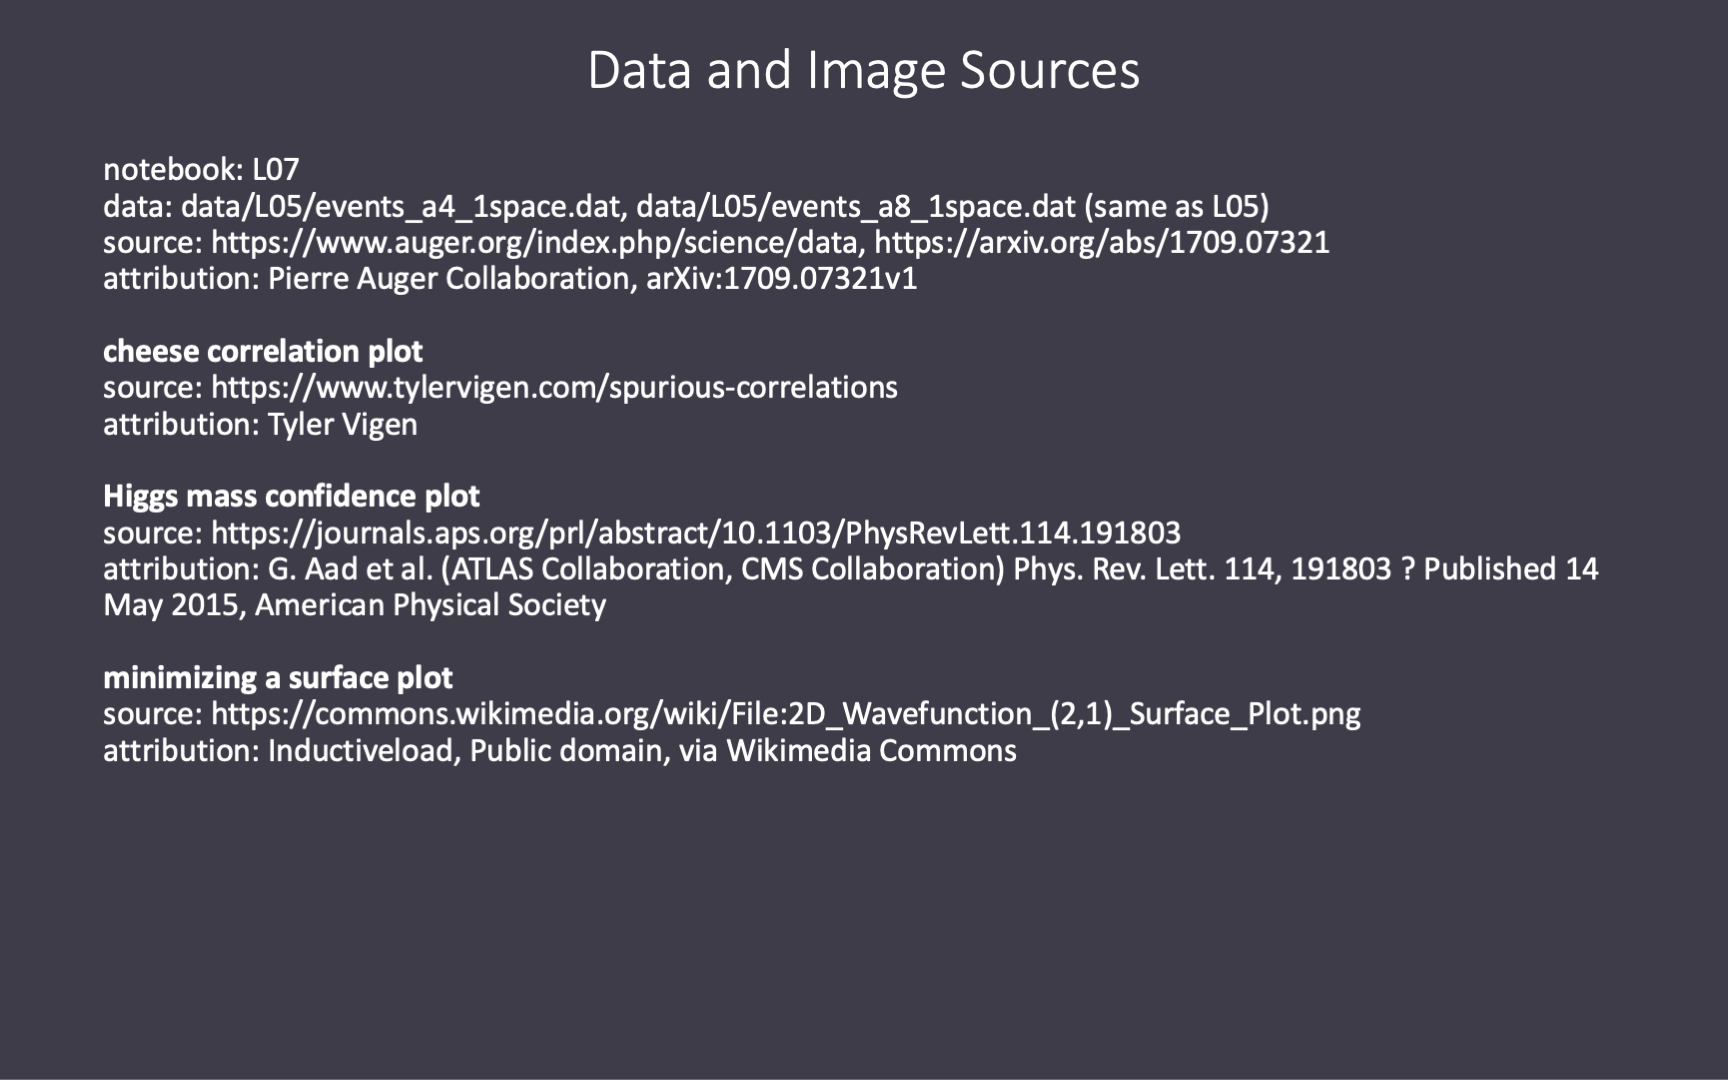 Data and Image Sources
notebook: L07
data: data/L05/events_a4_1space.dat, data/L05/events_a8_1space.dat (same as L05)
source: https://www.auger.org/index.php/science/data, https://arxiv.org/abs/1709.07321
attribution: Pierre Auger Collaboration, arXiv:1709.07321v1
cheese correlation plot
source: https://www.tylervigen.com/spurious-correlations
attribution: Tyler Vigen
Higgs mass confidence plot
source: https://journals.aps.org/prl/abstract/10.1103/PhysRevLett.114.191803
attribution: G. Aad et al. (ATLAS Collaboration, CMS Collaboration) Phys. Rev. Lett. 114, 191803 ? Published 14
May 2015, American Physical Society
minimizing a surface plot
source: https://commons.wikimedia.org/wiki/File:2D_Wavefunction_(2,1)_Surface_Plot.png
attribution: Inductiveload, Public domain, via Wikimedia Commons